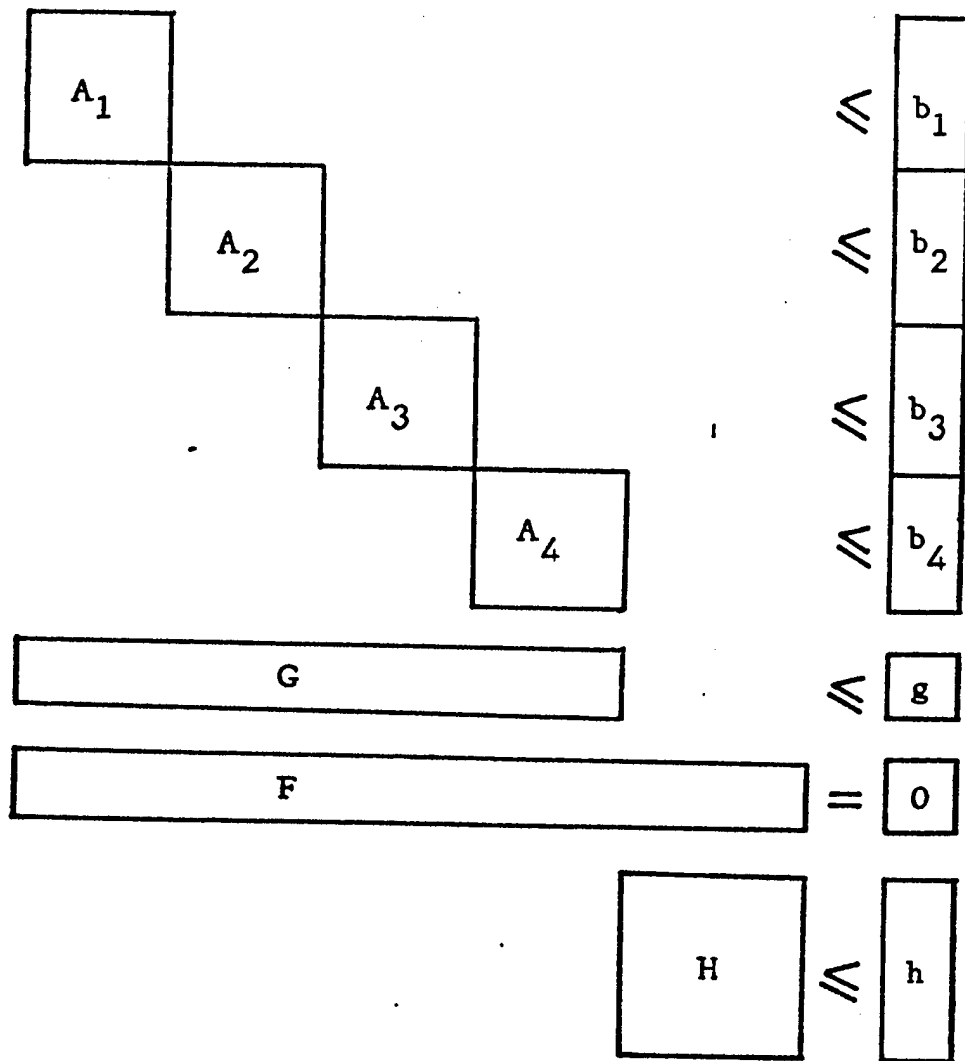 A₁ ≤ b₁
A₂ ≤ b₂
A₃ ≤ b₃
A₄ ≤ b₄
G ≤ g
F = 0
H ≤ h